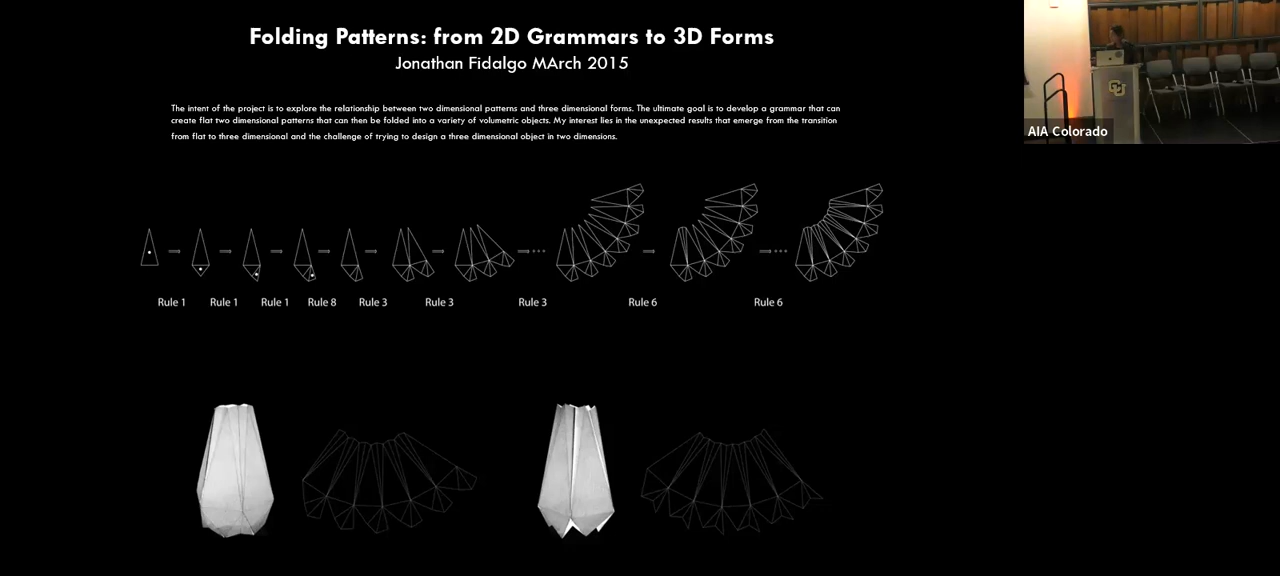 Folding Patterns: from 2D Grammars to 3D Forms
Jonathan Fidalgo MArch 2015
The intent of the project is to explore the relationship between two dimensional patterns and three dimensional forms. The ultimate goal is to develop a grammar that can
create flat two dimensional patterns that can then be folded into a variety of volumetric objects. My interest lies in the unexpected results that emerge from the transition
from flat to three dimensional and the challenge of trying to design a three dimensional object in two dimensions.
Rule 1 Rule 1 Rule 1 Rule 8 Rule 3 Rule 3 Rule 3 Rule 6 Rule 6
CU
AIA Colorado